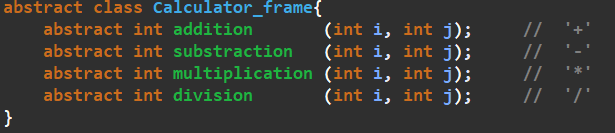 abstract class Calculator_frame{
    abstract int addition       (int i, int j);    //  '+'
    abstract int substraction   (int i, int j);    //  '-'
    abstract int multiplication (int i, int j);    //  '*'
    abstract int division       (int i, int j);    //  '/'
}